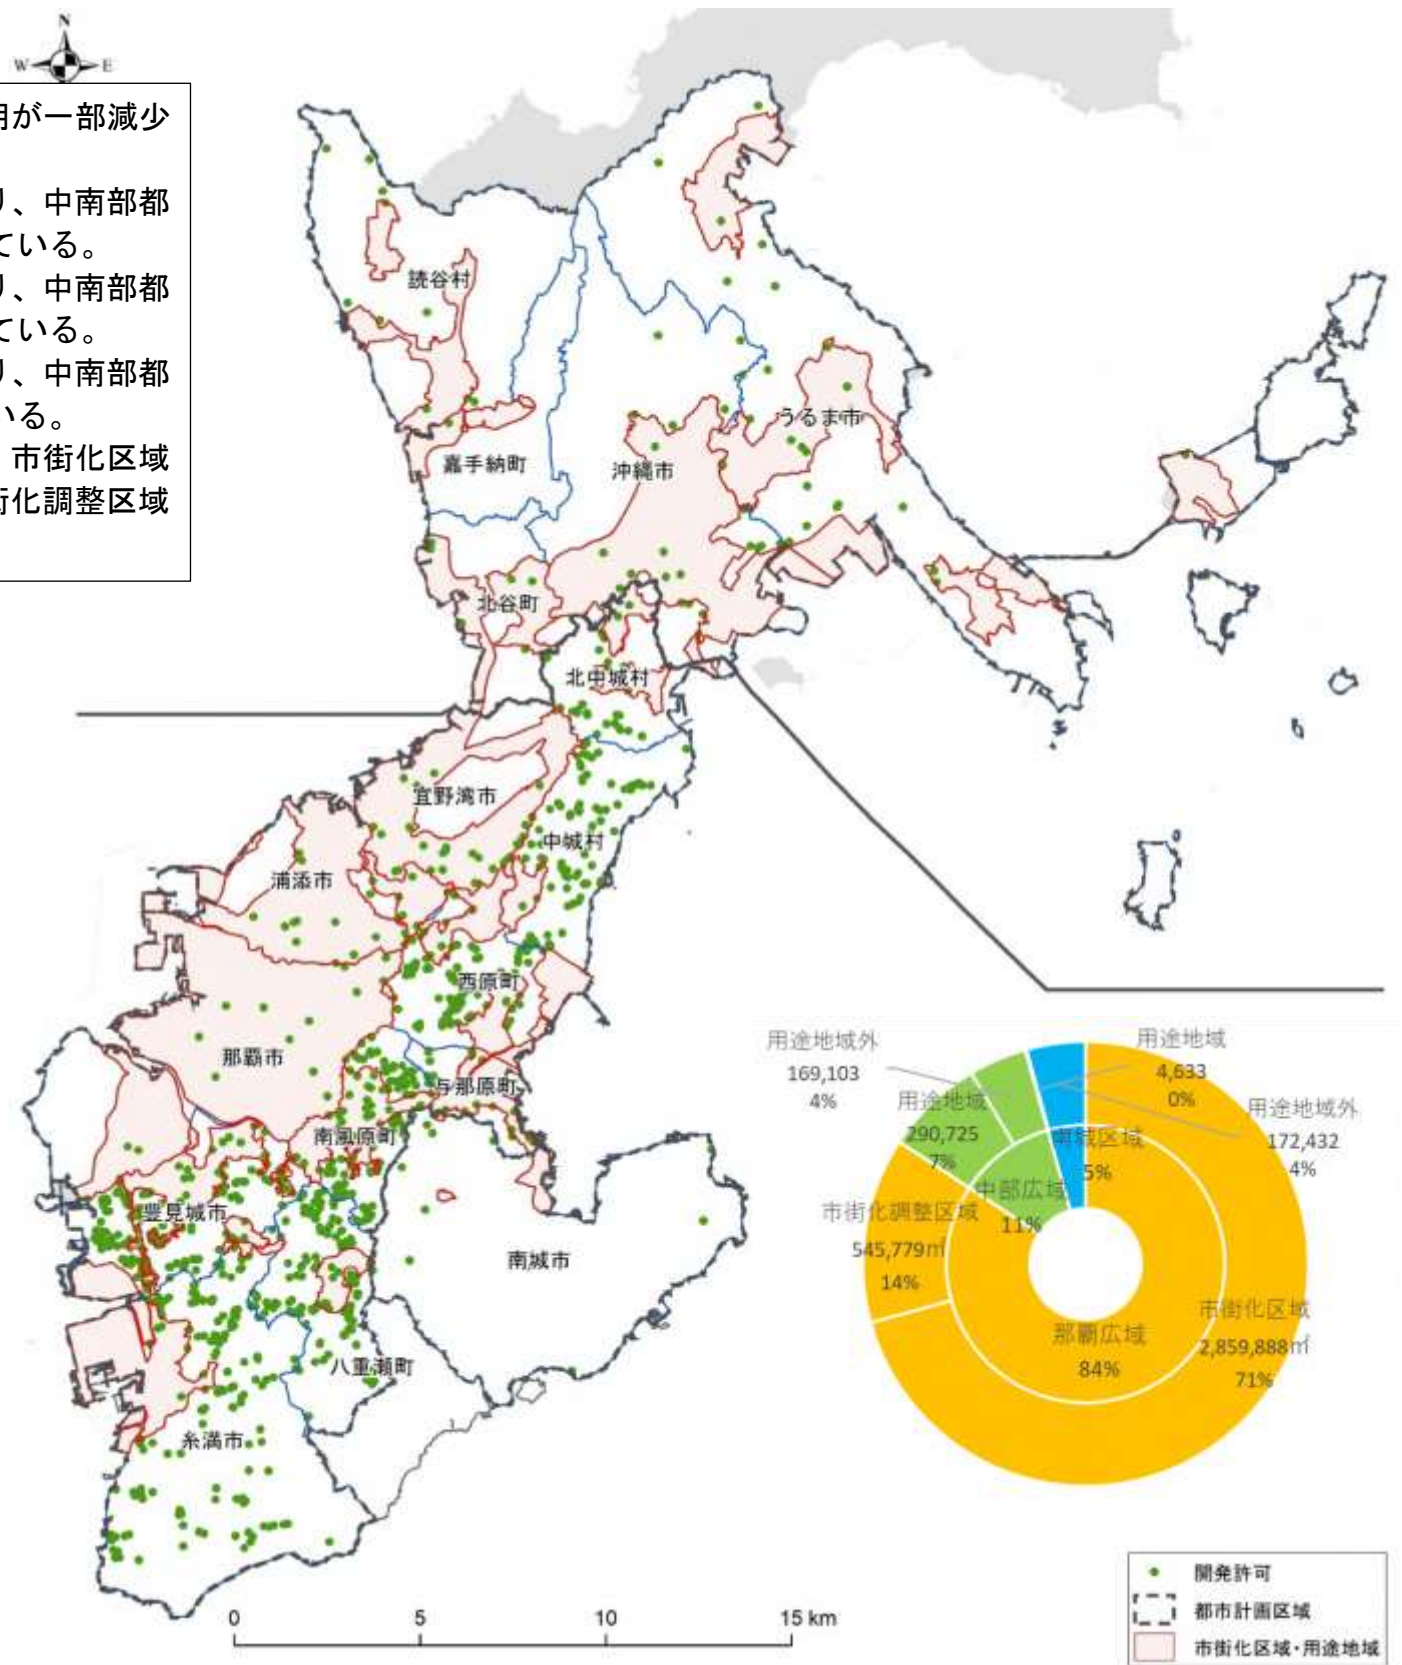 N
W E
用が一部減少
り、中南部都
ている。
り、中南部都
ている。
り、中南部都
いる。
市街化区域
街化調整区域
読谷村
うるま市
嘉手納町
沖縄市
北谷町
北中城村
宜野湾市
中城村
浦添市
西原町
那覇市
与那原町
南風原町
豊見城市
南城市
八重瀬町
糸満市
用途地域外
169,103
4%
用途地域
4,633
0%
用途地域
290,725
7%
用途地域外
172,432
4%
南城区域
5%
中部広域
11%
市街化調整区域
545,779㎡
14%
那覇広域
84%
市街化区域
2,859,888㎡
71%
0 5 10 15 km
開発許可
都市計画区域
市街化区域・用途地域